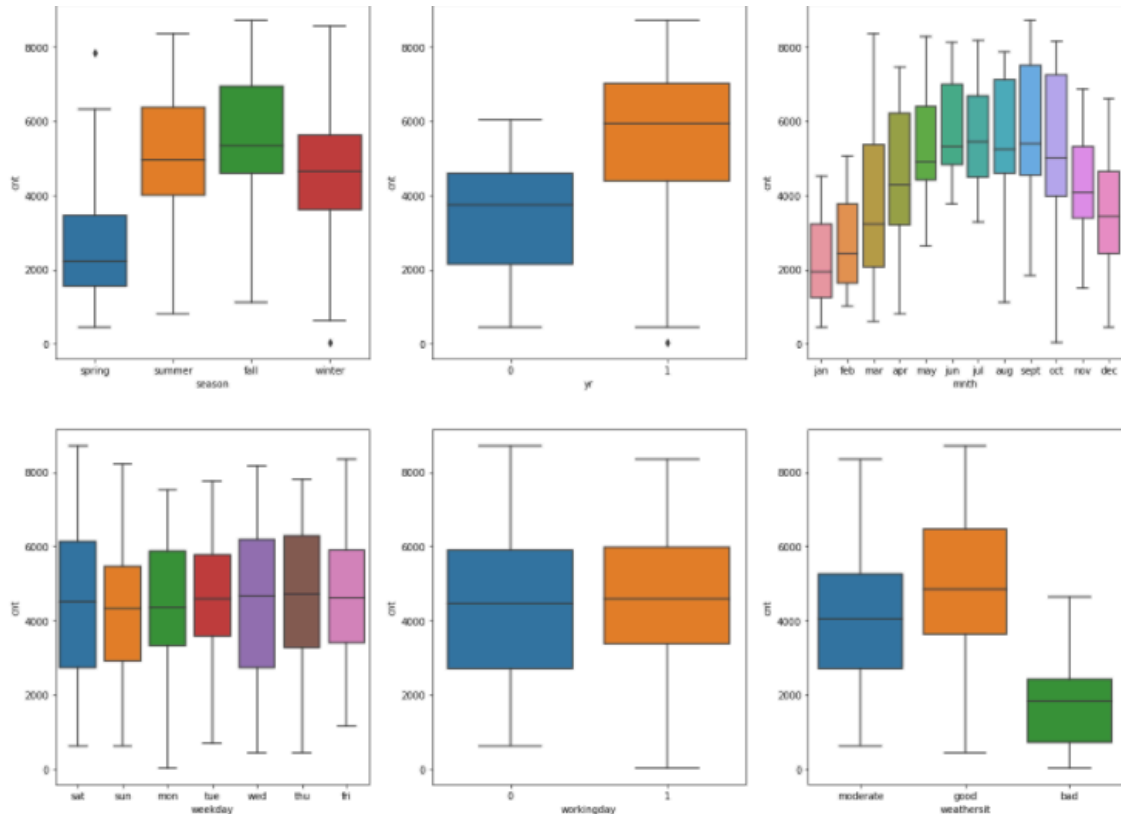 8000
6000
4000
2000
0
cnt
spring summer fall winter
season
8000
6000
4000
2000
0
cnt
0 1
yr
8000
6000
4000
2000
0
cnt
jan feb mar apr may jun jul aug sept oct nov dec
mnth
8000
6000
4000
2000
0
cnt
sat sun mon tue wed thu fri
weekday
8000
6000
4000
2000
0
cnt
0 1
workingday
8000
6000
4000
2000
0
cnt
moderate good bad
weathersit